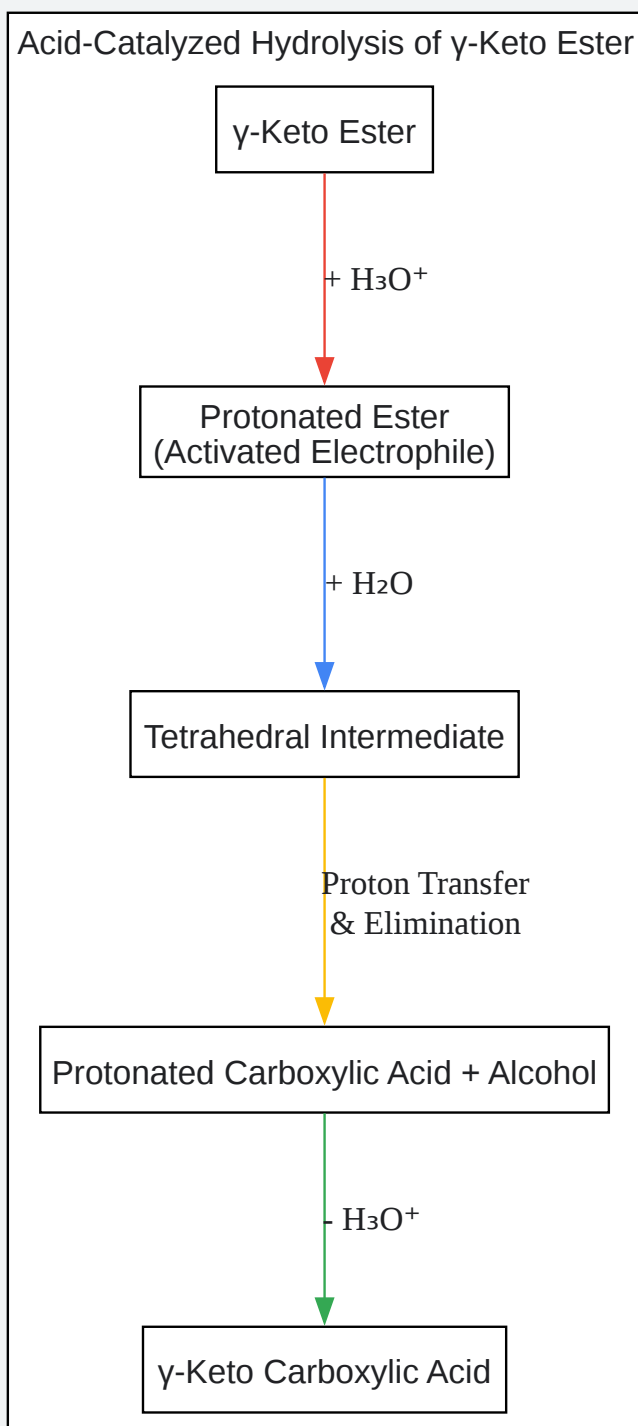 Acid-Catalyzed Hydrolysis of γ-Keto Ester
γ-Keto Ester
+ H₃O⁺
Protonated Ester
(Activated Electrophile)
+ H₂O
Tetrahedral Intermediate
Proton Transfer
& Elimination
Protonated Carboxylic Acid + Alcohol
- H₃O⁺
γ-Keto Carboxylic Acid